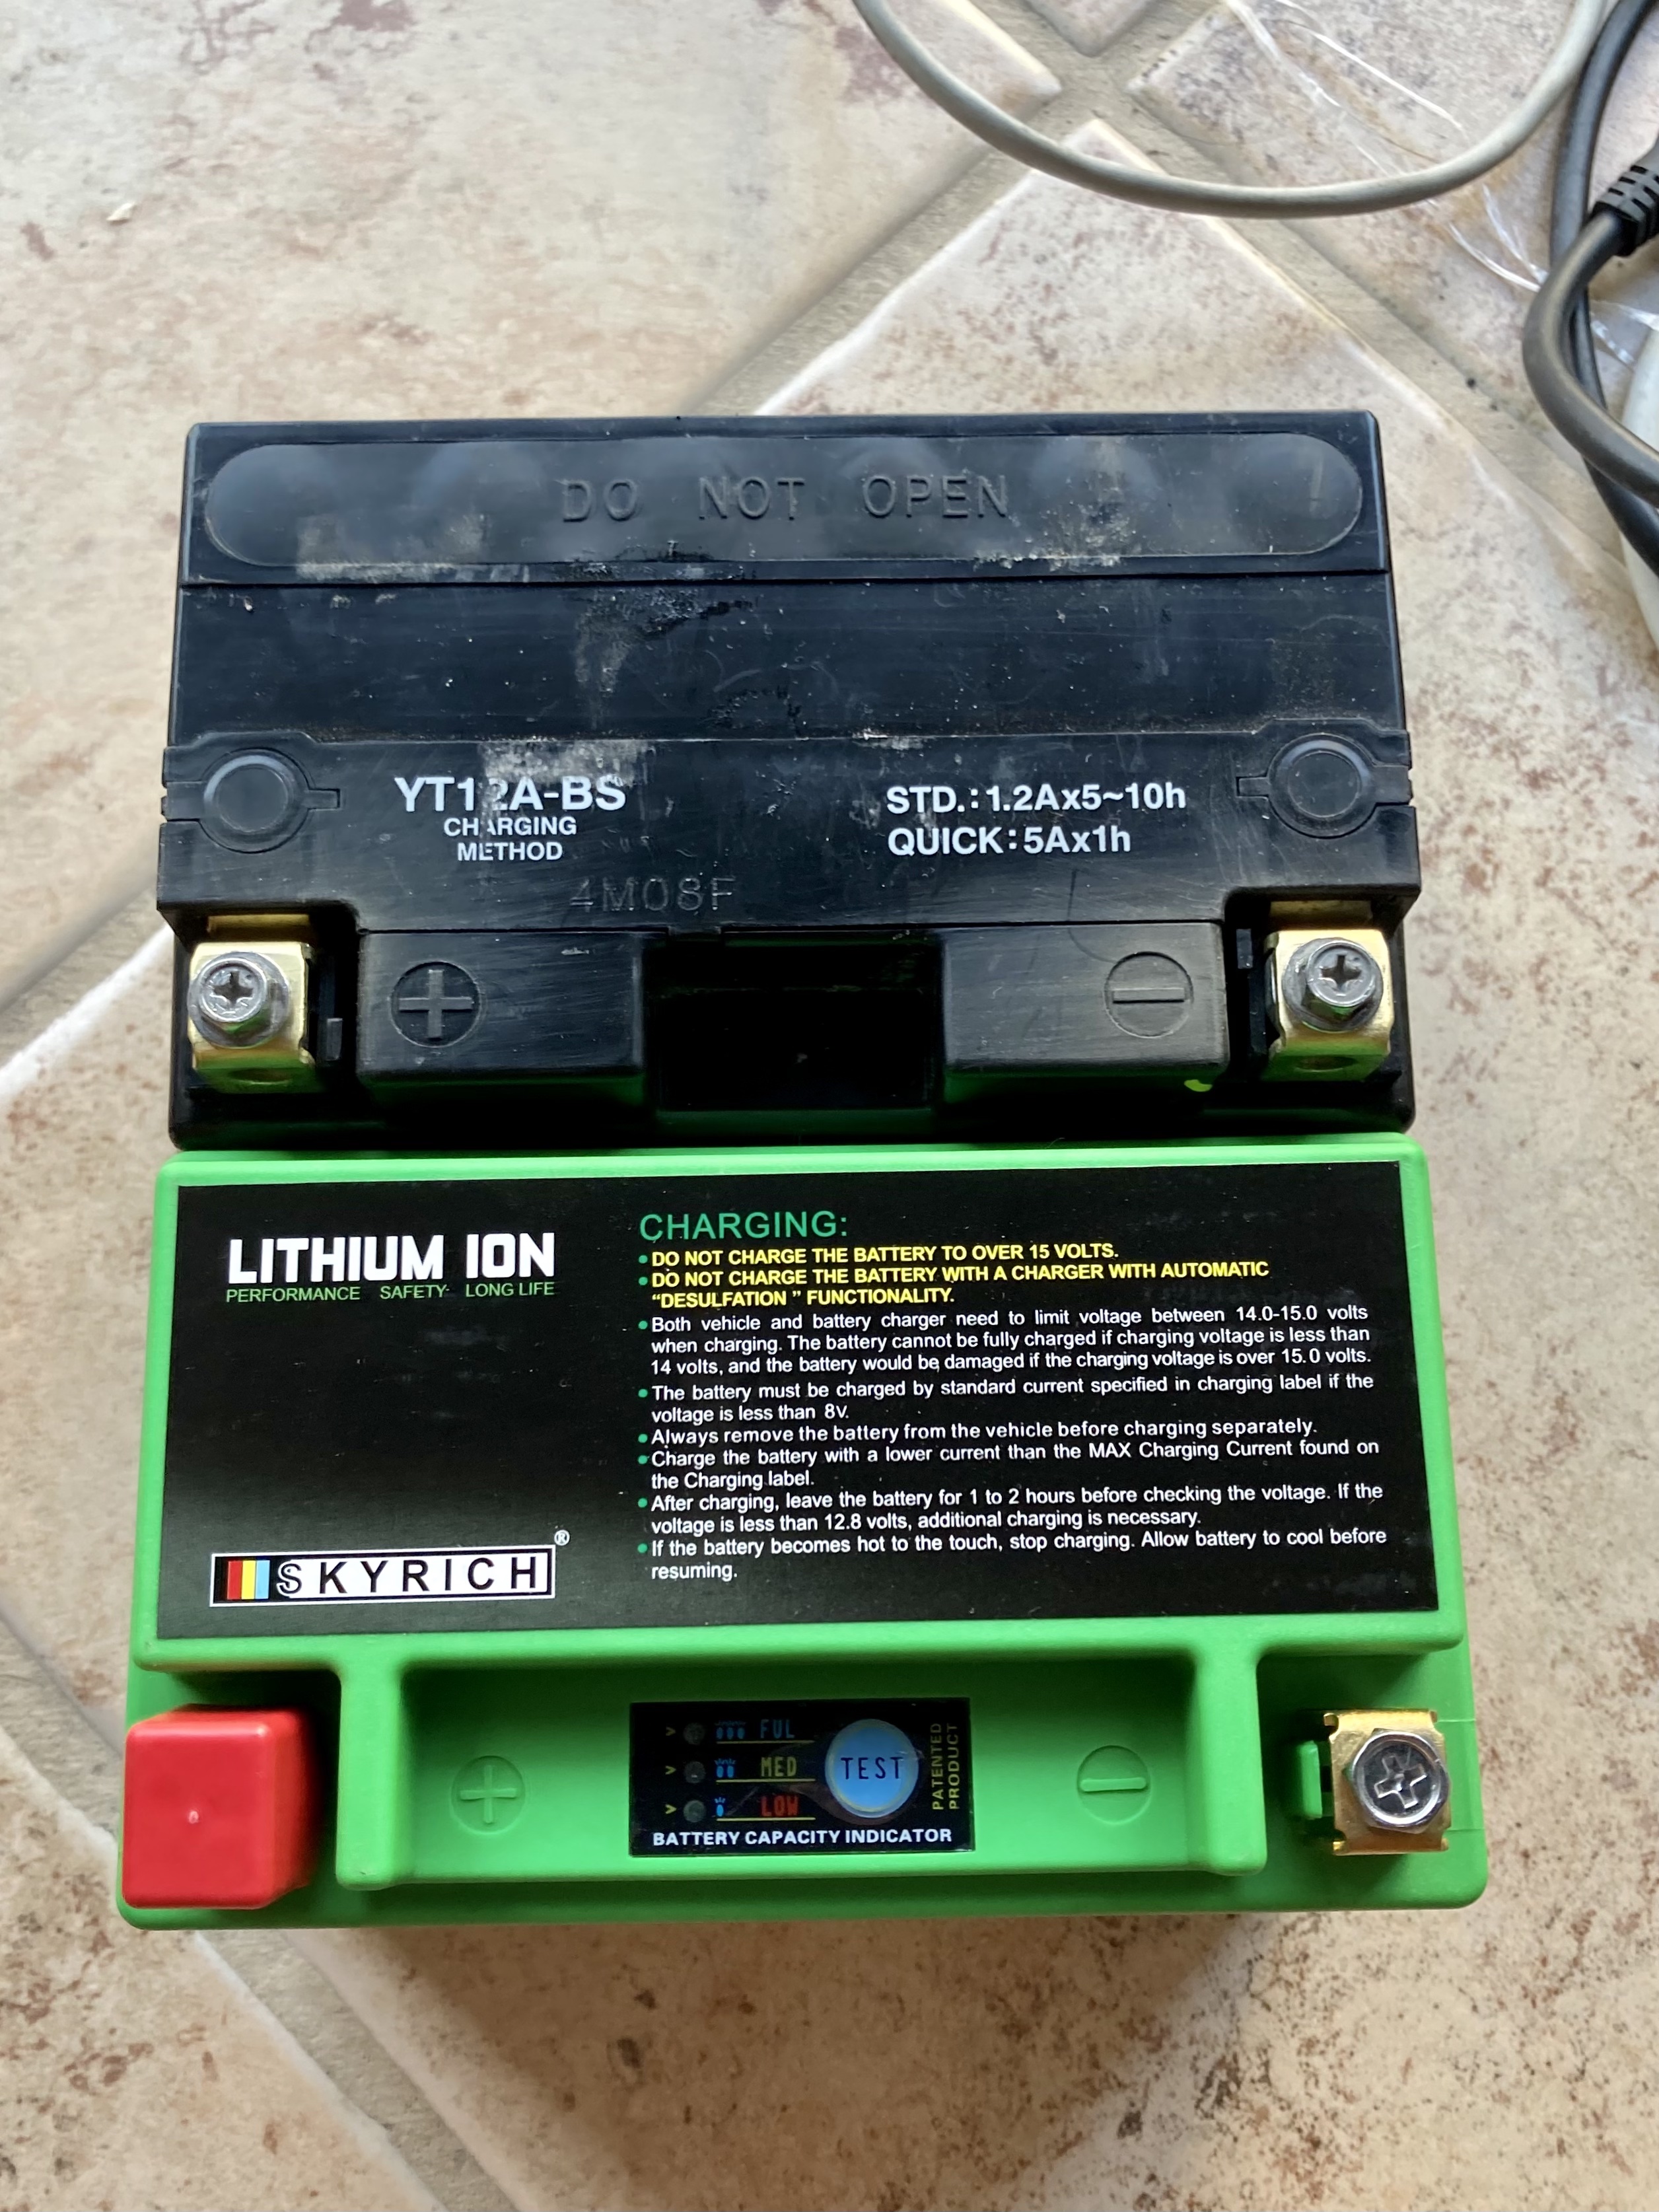 DO NOT OPEN
YT12A-BS
CHARGING
METHOD
STD.:1.2Ax5~10h
QUICK:5Ax1h
4M08F
+
−
LITHIUM ION
PERFORMANCE SAFETY· LONG LIFE
SKYRICH®
CHARGING:
•DO NOT CHARGE THE BATTERY TO OVER 15 VOLTS.
•DO NOT CHARGE THE BATTERY WITH A CHARGER WITH AUTOMATIC
“DESULFATION ” FUNCTIONALITY.
•Both vehicle and battery charger need to limit voltage between 14.0-15.0 volts
when charging. The battery cannot be fully charged if charging voltage is less than
14 volts, and the battery would be damaged if the charging voltage is over 15.0 volts.
•The battery must be charged by standard current specified in charging label if the
voltage is less than 8v.
•Always remove the battery from the vehicle before charging separately.
•Charge the battery with a lower current than the MAX Charging Current found on
the Charging label.
•After charging, leave the battery for 1 to 2 hours before checking the voltage. If the
voltage is less than 12.8 volts, additional charging is necessary.
•If the battery becomes hot to the touch, stop charging. Allow battery to cool before
resuming.
+
> FUL
> MED
> LOW
TEST
PATENTED
PRODUCT
BATTERY CAPACITY INDICATOR
−